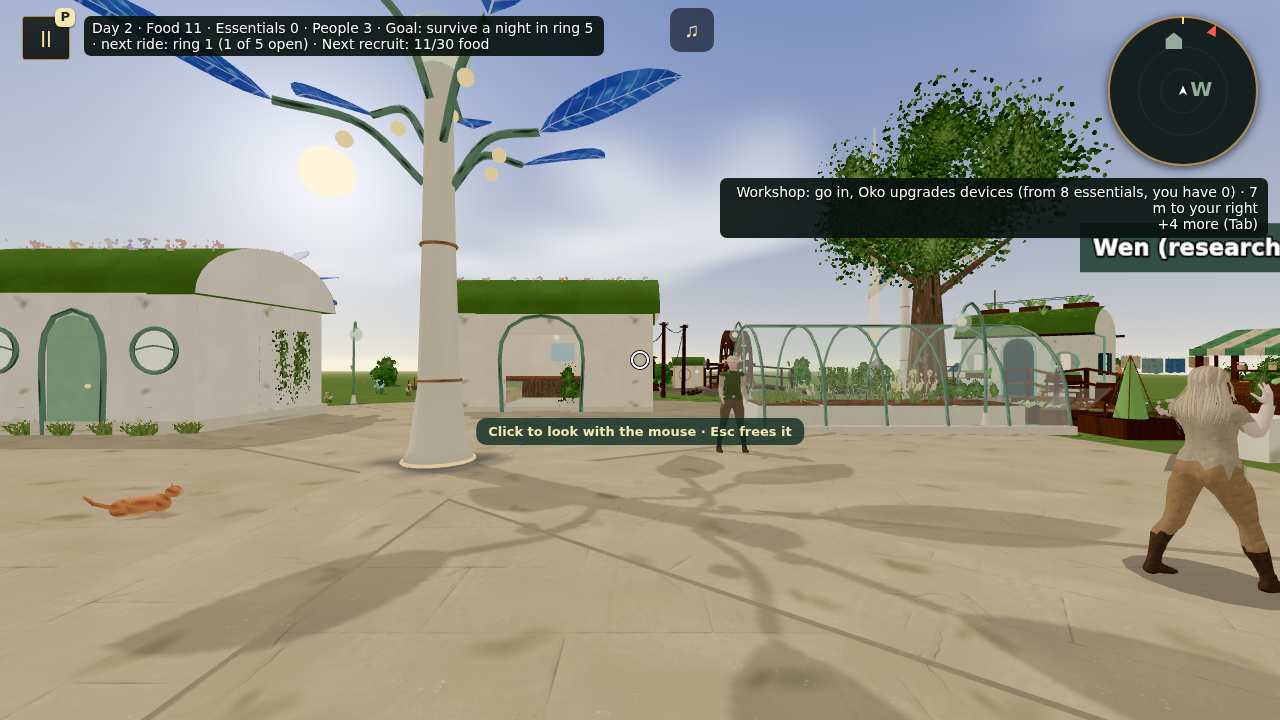 P
Day 2 · Food 11 · Essentials 0 · People 3 · Goal: survive a night in ring 5
· next ride: ring 1 (1 of 5 open) · Next recruit: 11/30 food
W
Workshop: go in, Oko upgrades devices (from 8 essentials, you have 0) · 7
m to your right
+4 more (Tab)
Wen (research
Click to look with the mouse · Esc frees it